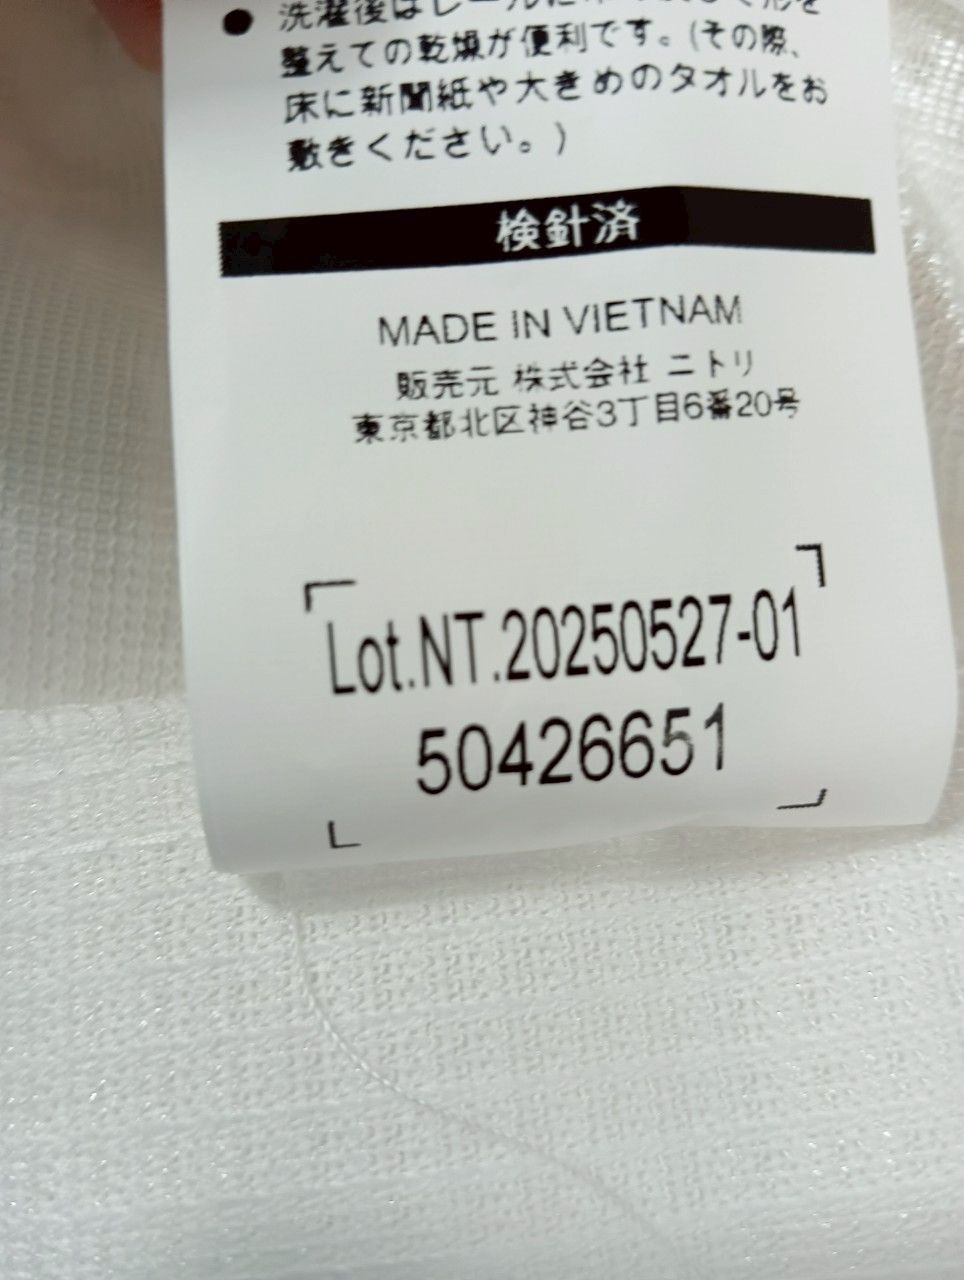 ● 洗濯後はレールに
整えての乾燥が便利です。(その際、
床に新聞紙や大きめのタオルをお
敷きください。)
検針済
MADE IN VIETNAM
販売元 株式会社 ニトリ
東京都北区神谷3丁目6番20号
Lot.NT.20250527-01
50426651